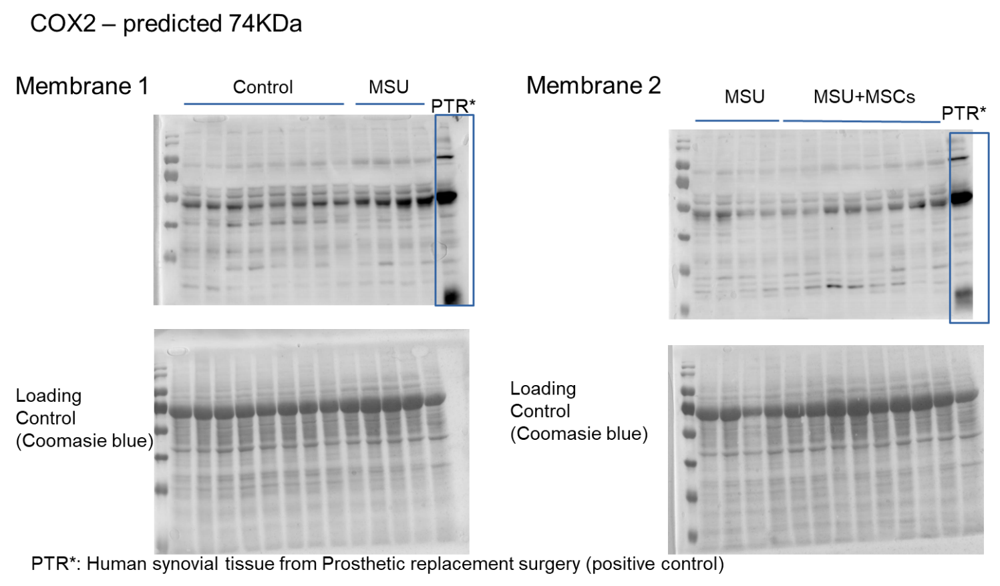 COX2 – predicted 74KDa
Membrane 1
Control
MSU
PTR*
Membrane 2
MSU
MSU+MSCs
PTR*
Loading
Control
(Coomasie blue)
Loading
Control
(Coomasie blue)
PTR*: Human synovial tissue from Prosthetic replacement surgery (positive control)